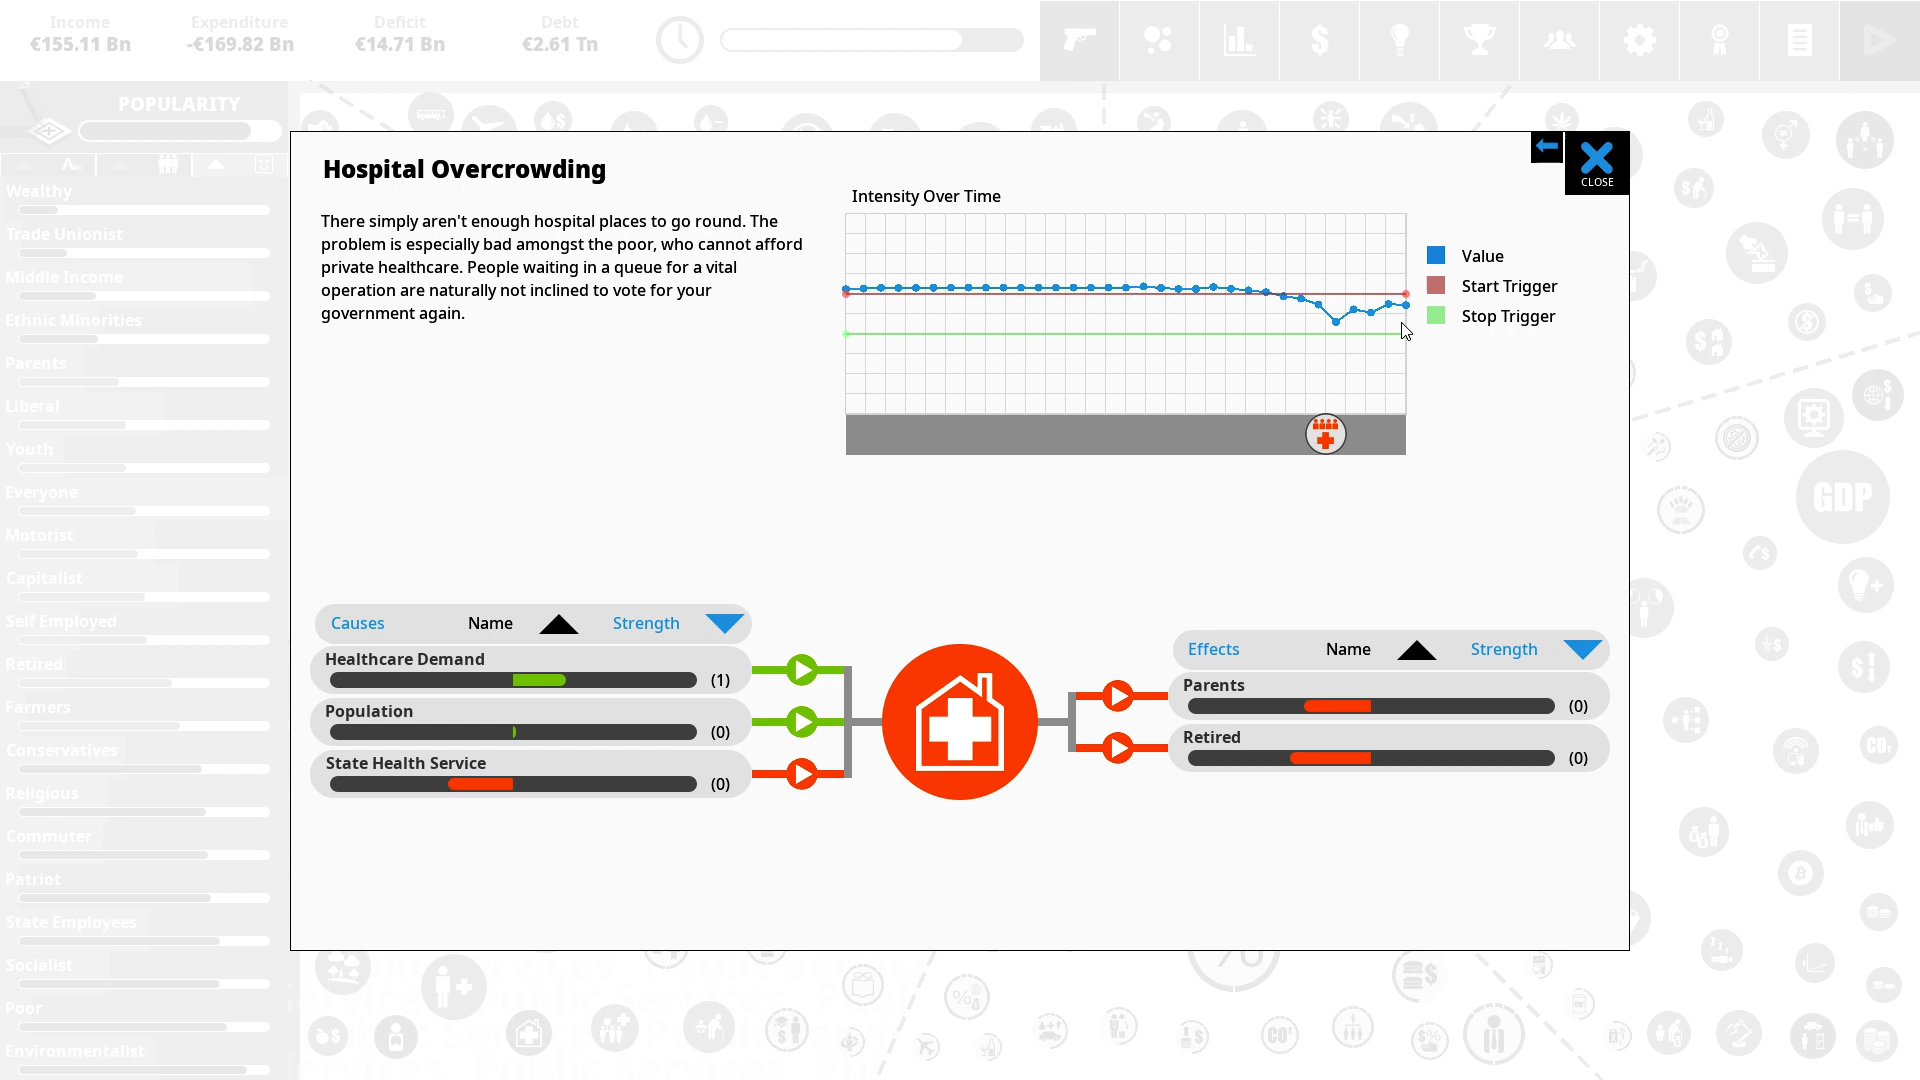 Income
€155.11 Bn
Expenditure
-€169.82 Bn
Deficit
€14.71 Bn
Debt
€2.61 Tn
POPULARITY
Wealthy
Trade Unionist
Middle Income
Ethnic Minorities
Parents
Liberal
Youth
Everyone
Motorist
Capitalist
Self Employed
Retired
Farmers
Conservatives
Religious
Commuter
Patriot
State Employees
Socialist
Poor
Environmentalist
Hospital Overcrowding
There simply aren't enough hospital places to go round. The
problem is especially bad amongst the poor, who cannot afford
private healthcare. People waiting in a queue for a vital
operation are naturally not inclined to vote for your
government again.
Intensity Over Time
Value
Start Trigger
Stop Trigger
CLOSE
Causes Name Strength
Healthcare Demand
(1)
Population
(0)
State Health Service
(0)
Effects Name Strength
Parents
(0)
Retired
(0)
GDP
CO²
CO²